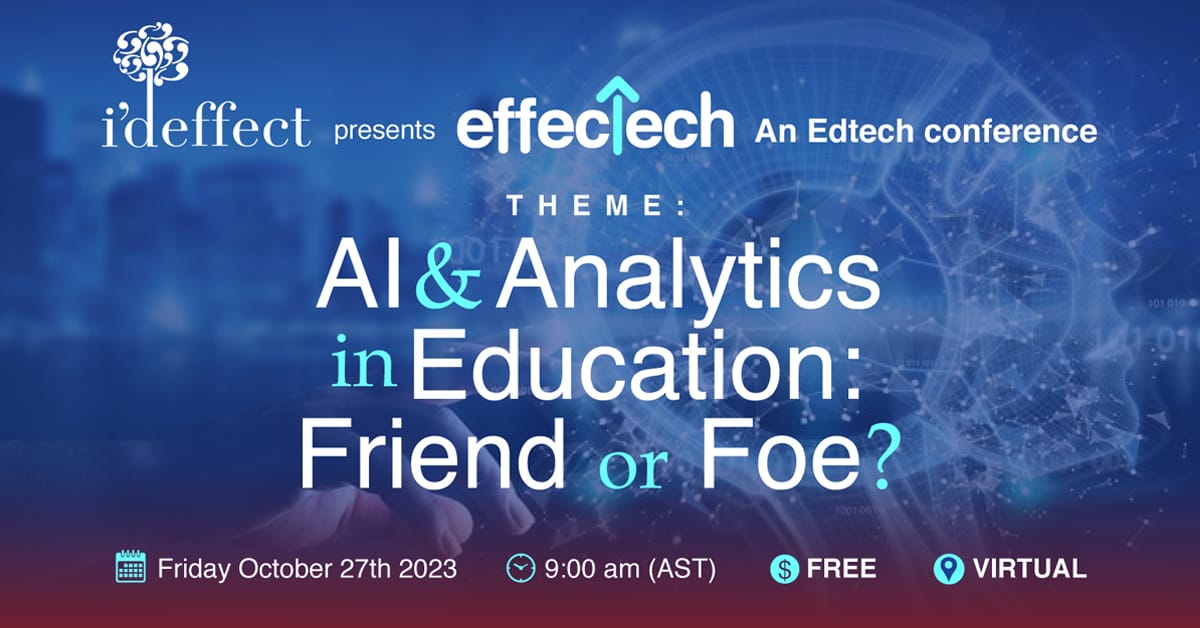 i'deffect presents effecTech An Edtech conference
THEME:
AI & Analytics
in Education:
Friend or Foe?
Friday October 27th 2023 9:00 am (AST) $ FREE VIRTUAL